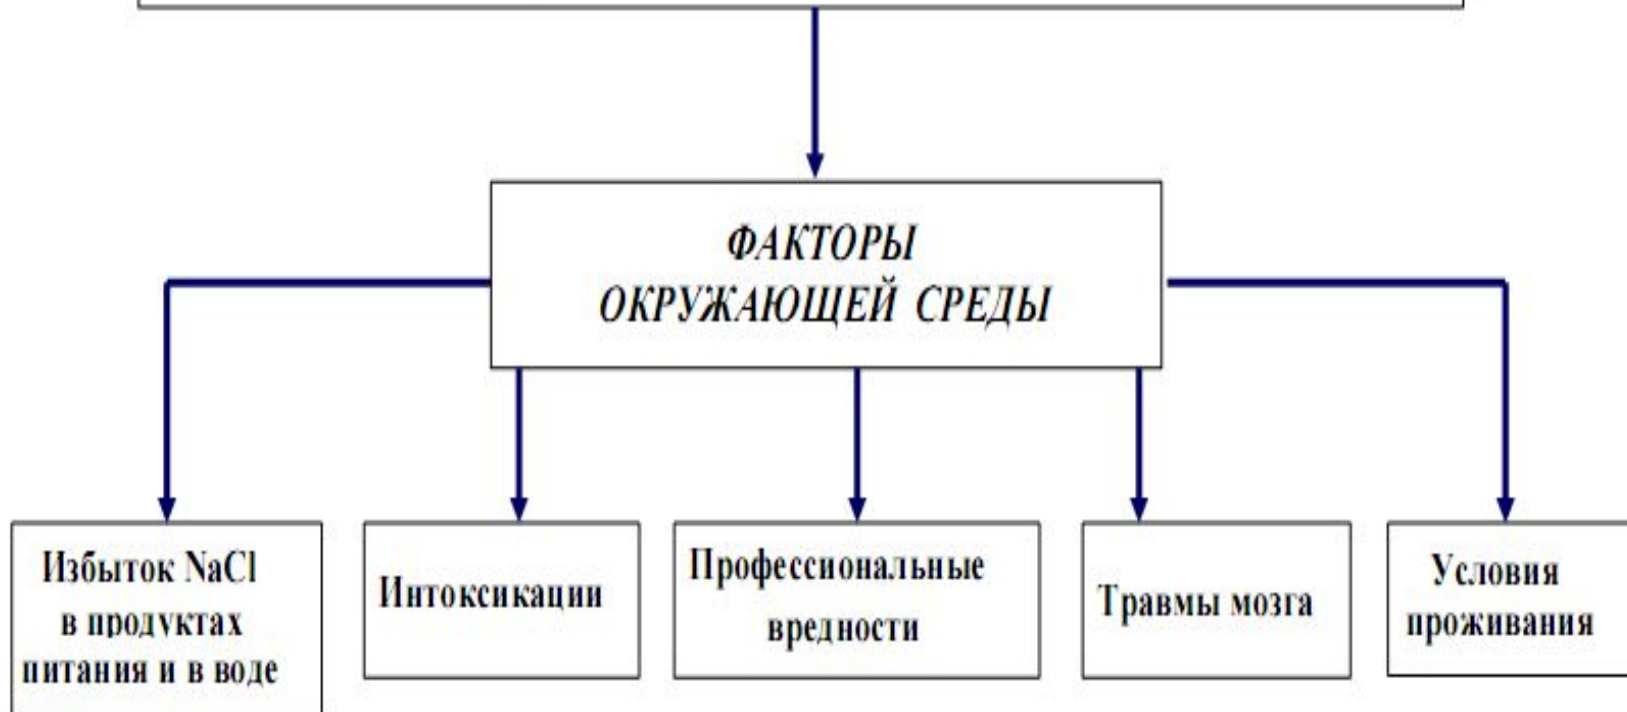 ФАКТОРЫ
ОКРУЖАЮЩЕЙ СРЕДЫ
Избыток NaCl
в продуктах
питания и в воде
Интоксикации
Профессиональные
вредности
Травмы мозга
Условия
проживания